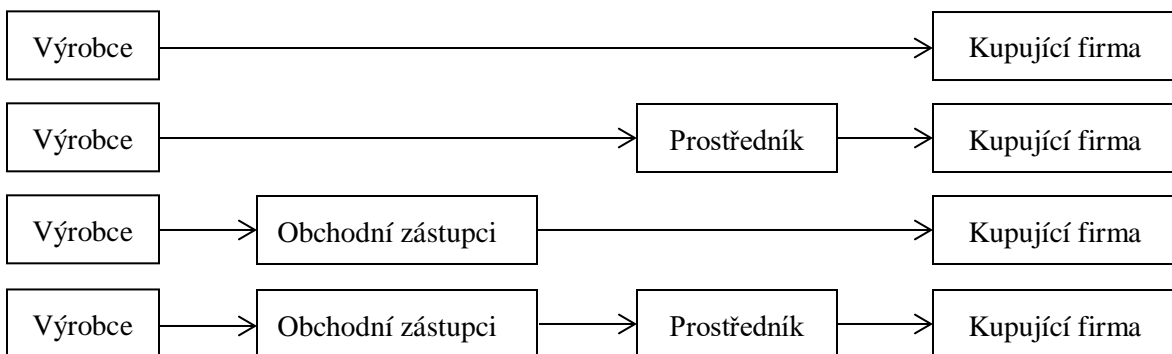 Výrobce Kupující firma
Výrobce Prostředník Kupující firma
Výrobce Obchodní zástupci Kupující firma
Výrobce Obchodní zástupci Prostředník Kupující firma